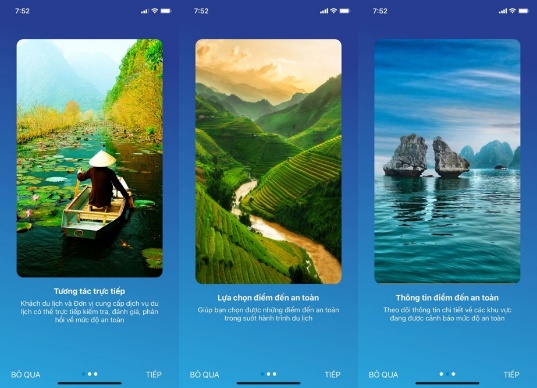 7:52
Tương tác trực tiếp
Khách du lịch và Đơn vị cung cấp dịch vụ du
lịch có thể trực tiếp kiểm tra, đánh giá, phản
hồi về mức độ an toàn
BỎ QUA
TIẾP
7:52
Lựa chọn điểm đến an toàn
Giúp bạn chọn được những điểm đến an toàn
trong suốt hành trình du lịch
BỎ QUA
TIẾP
7:52
Thông tin điểm đến an toàn
Theo dõi thông tin chi tiết về các khu vực
đang được cảnh báo mức độ an toàn
BỎ QUA
TIẾP